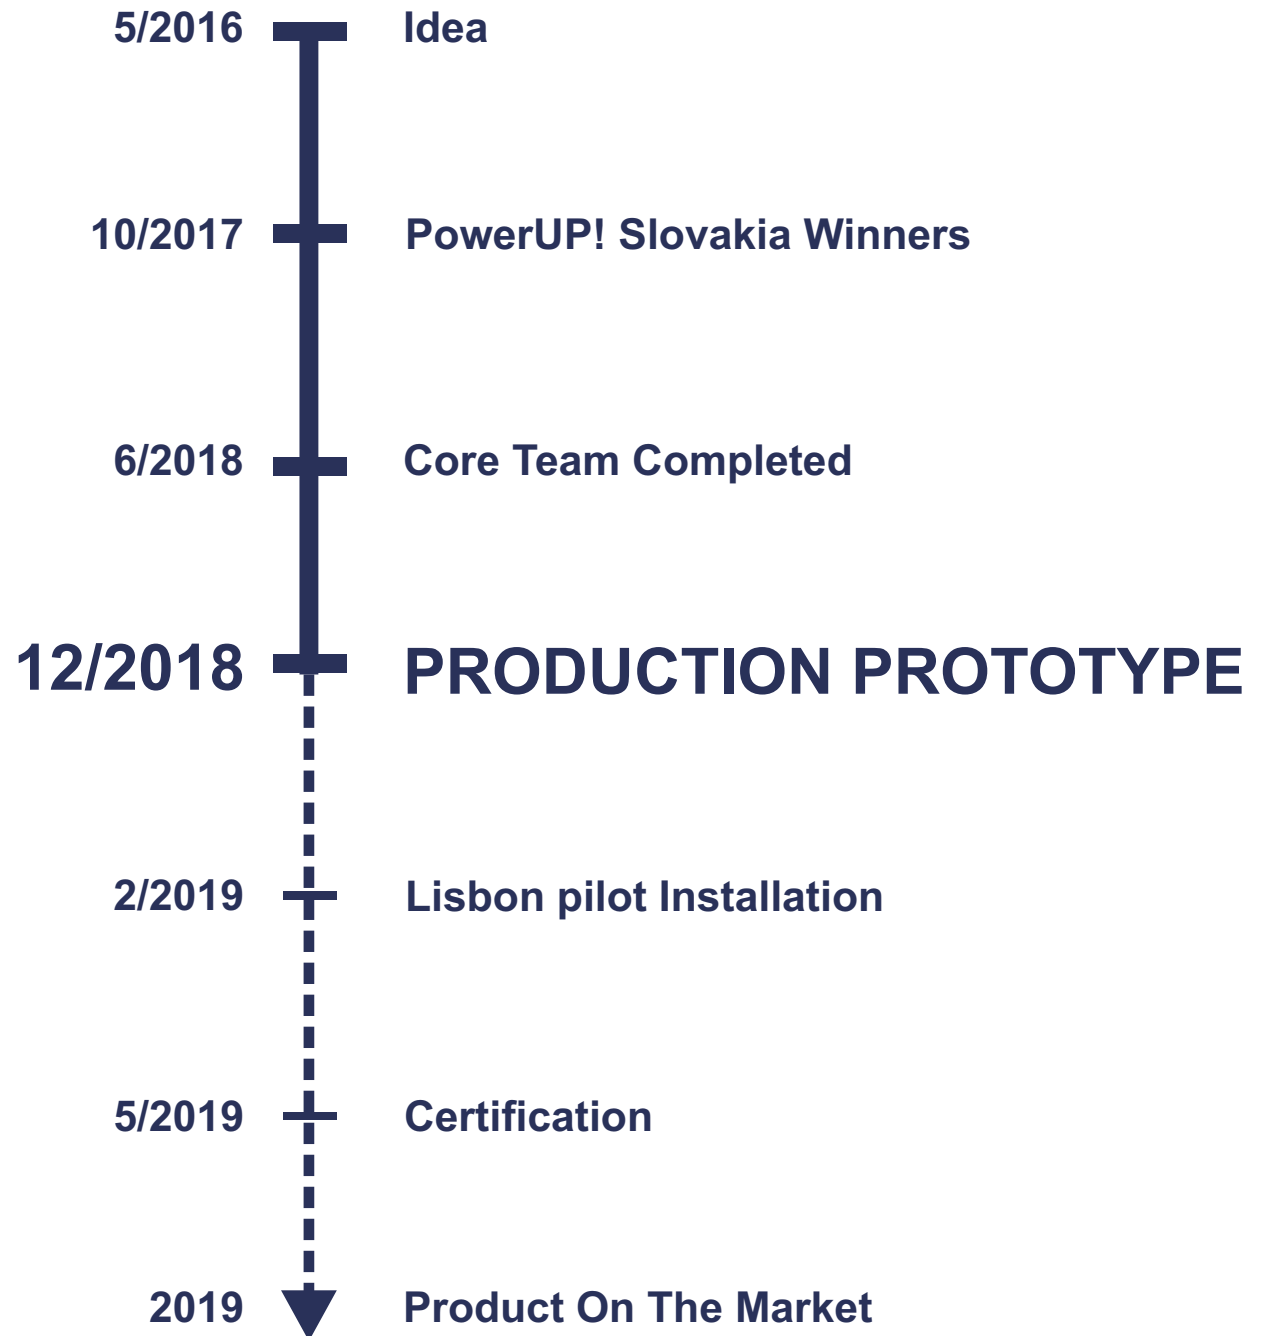 5/2016 Idea
10/2017 PowerUP! Slovakia Winners
6/2018 Core Team Completed
12/2018 PRODUCTION PROTOTYPE
2/2019 Lisbon pilot Installation
5/2019 Certification
2019 Product On The Market